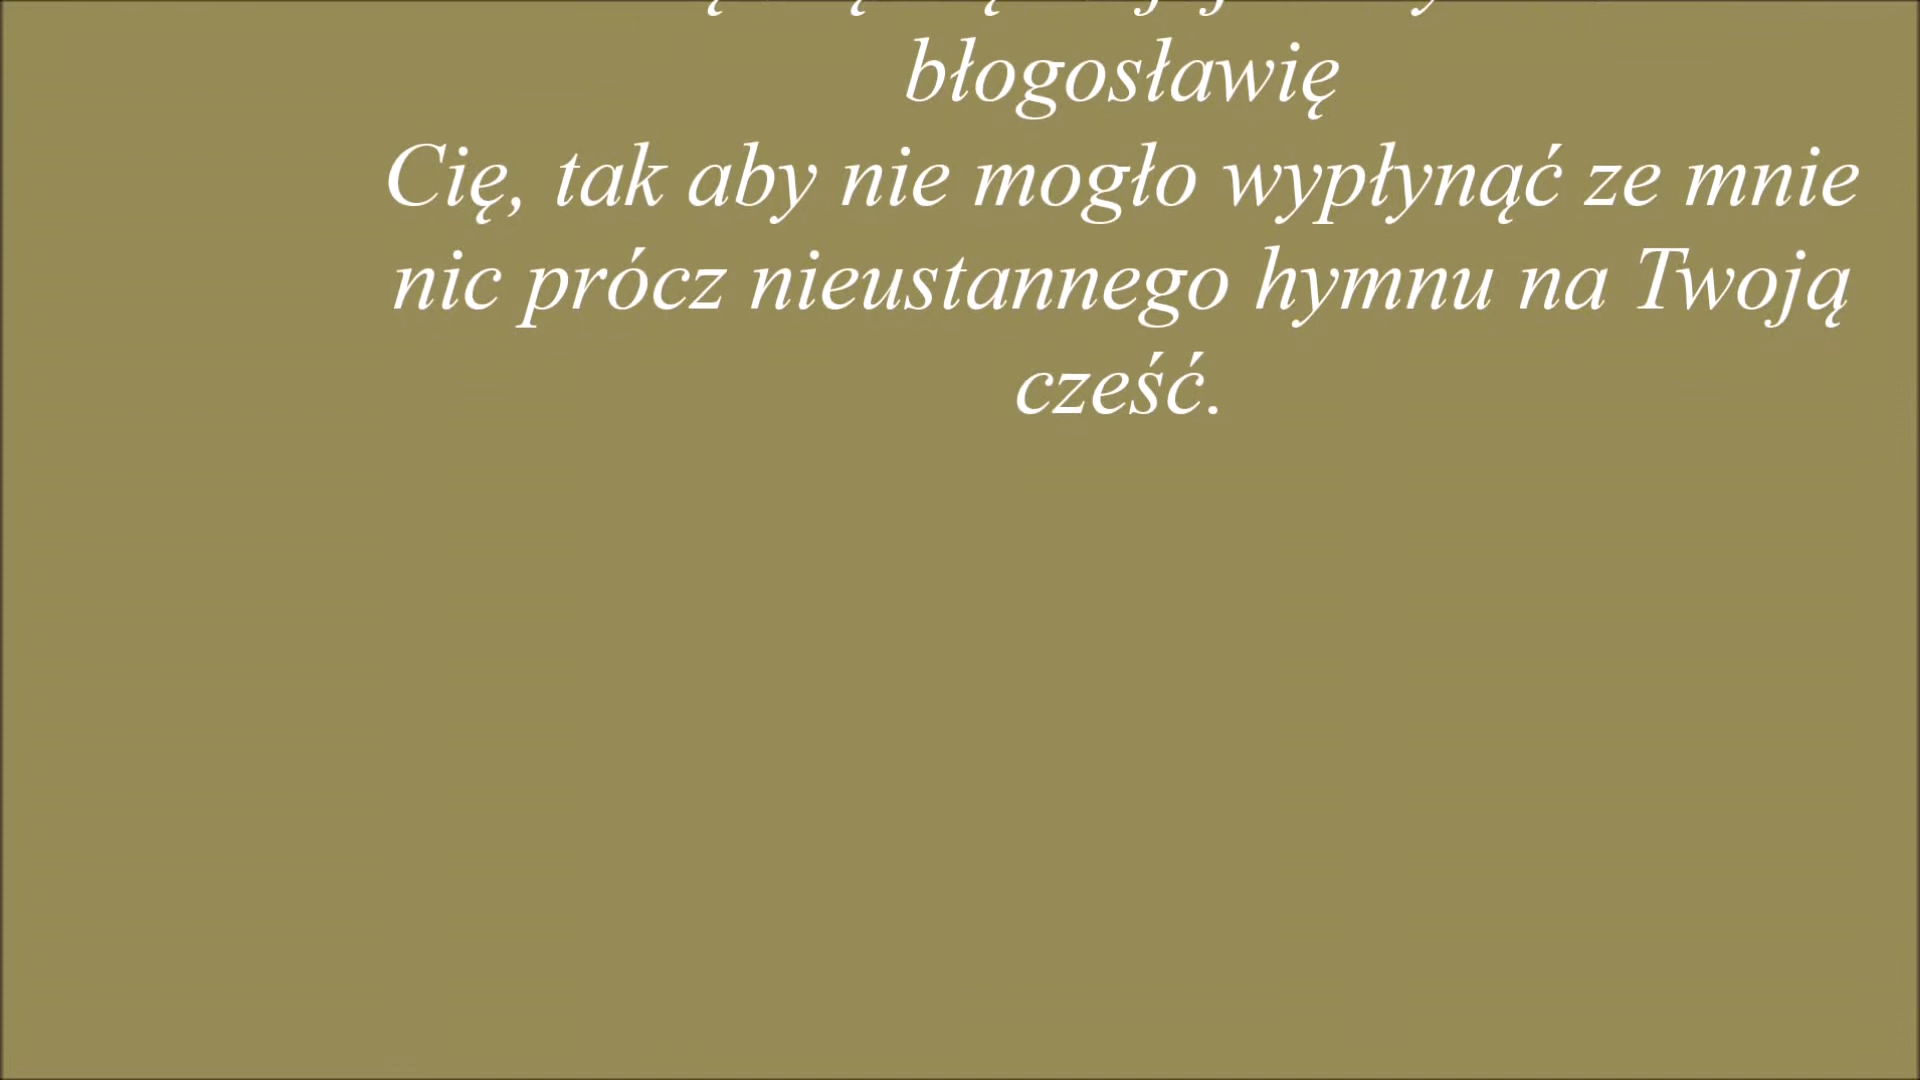 błogosławię
Cię, tak aby nie mogło wypłynąć ze mnie
nic prócz nieustannego hymnu na Twoją
cześć.